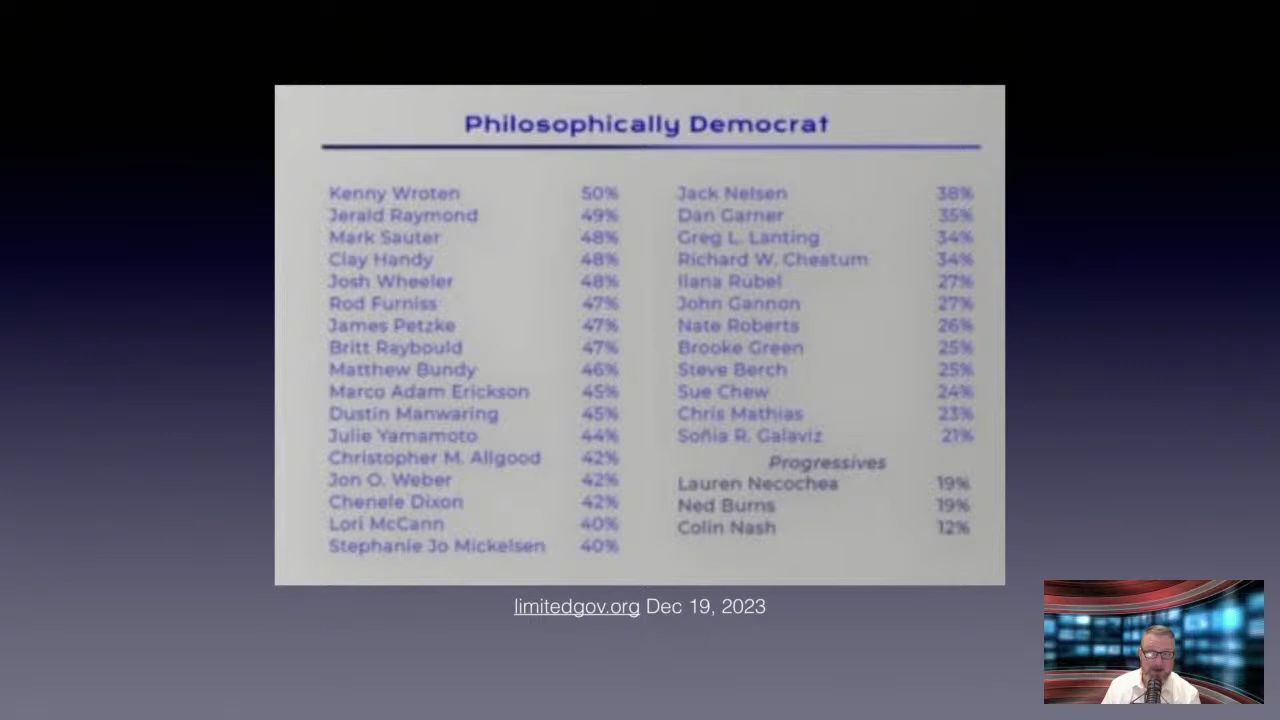 Philosophically Democrat
Kenny Wroten 50%
Jerald Raymond 49%
Mark Sauter 48%
Clay Handy 48%
Josh Wheeler 48%
Rod Furniss 47%
James Petzke 47%
Britt Raybould 47%
Matthew Bundy 46%
Marco Adam Erickson 45%
Dustin Manwaring 45%
Julie Yamamoto 44%
Christopher M. Allgood 42%
Jon O. Weber 42%
Chenele Dixon 42%
Lori McCann 40%
Stephanie Jo Mickelsen 40%
Jack Nelsen 38%
Dan Garner 35%
Greg L. Lanting 34%
Richard W. Cheatum 34%
Ilana Rubel 27%
John Gannon 27%
Nate Roberts 26%
Brooke Green 25%
Steve Berch 25%
Sue Chew 24%
Chris Mathias 23%
Soñia R. Galaviz 21%
Progressives
Lauren Necochea 19%
Ned Burns 19%
Colin Nash 12%
limitedgov.org Dec 19, 2023